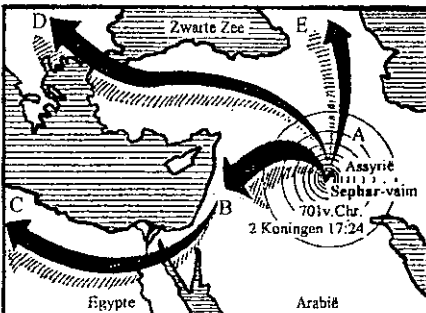 D
Zwarte Zee
E
A
Assyrië
Sephar-vaim
C
B
701v.Chr.
2 Koningen 17:24
Egypte
Arabië